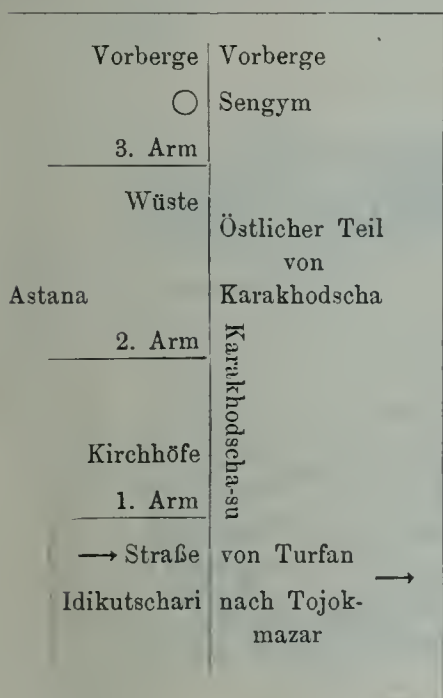 Vorberge Vorberge
Sengym
3. Arm
Wüste
Östlicher Teil
von
Astana Karakhodscha
2. Arm
Karakhodscha-su
Kirchhöfe
1. Arm
→ Straße von Turfan →
Idikutschari nach Tojok-
mazar